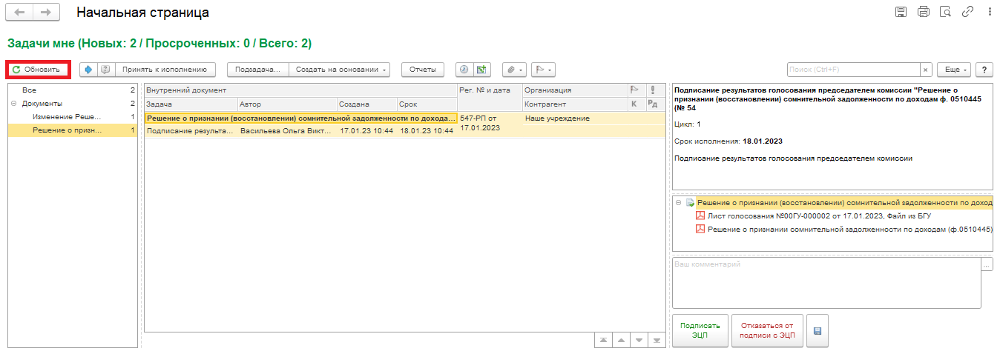 Начальная страница
Задачи мне (Новых: 2 / Просроченных: 0 / Всего: 2)
Обновить
Принять к исполнению
Подзадача...
Создать на основании
Отчеты
Поиск (Ctrl+F)
×
Еще
?
Все 2
Документы 2
Изменение Реше... 1
Решение о призн... 1
Внутренний документ Рег. № и дата Организация
Задача Автор Создана Срок Контрагент К Рд
Решение о признании (восстановлении) сомнительной задолженности по дохода... 547-РП от 17.01.2023 Наше учреждение
Подписание результа... Васильева Ольга Викт... 17.01.23 10:44 18.01.23 10:44
Подписание результатов голосования председателем комиссии "Решение о
признании (восстановлении) сомнительной задолженности по доходам ф. 0510445
(№ 54
Цикл: 1
Срок исполнения: 18.01.2023
Подписание результатов голосования председателем комиссии
Решение о признании (восстановлении) сомнительной задолженности по доход
Лист голосования №00ГУ-000002 от 17.01.2023, Файл из БГУ
Решение о признании сомнительной задолженности по доходам (ф.0510445)
Ваш комментарий
...
Подписать
ЭЦП
Отказаться от
подписи с ЭЦП